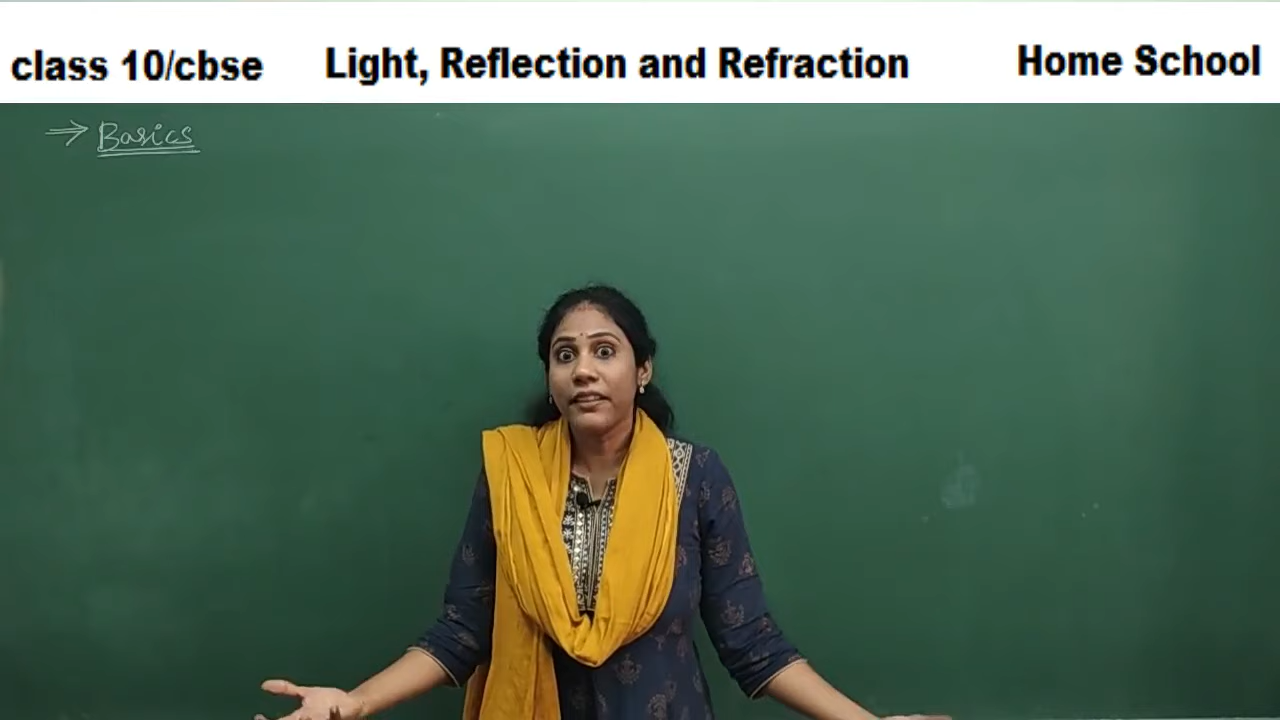 class 10/cbse Light, Reflection and Refraction Home School
⇒ Basics